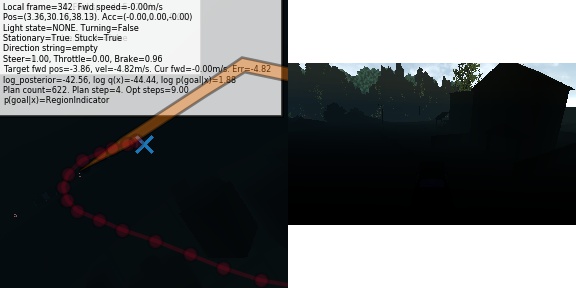 Local frame=342. Fwd speed=-0.00m/s
Pos=(3.36,30.16,38.13). Acc=(-0.00,0.00,-0.00)
Light state=NONE. Turning=False
Stationary=True. Stuck=True
Direction string=empty
Steer=1.00, Throttle=0.00, Brake=0.96
Target fwd pos=-3.86, vel=-4.82m/s. Cur fwd=-0.00m/s. Err=-4.82
log_posterior=-42.56, log q(x)=-44.44, log p(goal|x)=1.88
Plan count=622. Plan step=4. Opt steps=9.00
p(goal|x)=RegionIndicator